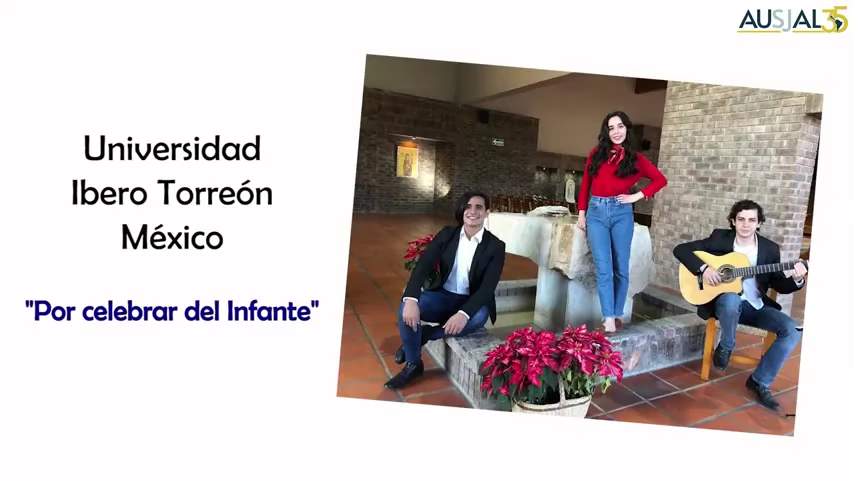 AUSJAL35
Universidad
Ibero Torreón
México
"Por celebrar del Infante"